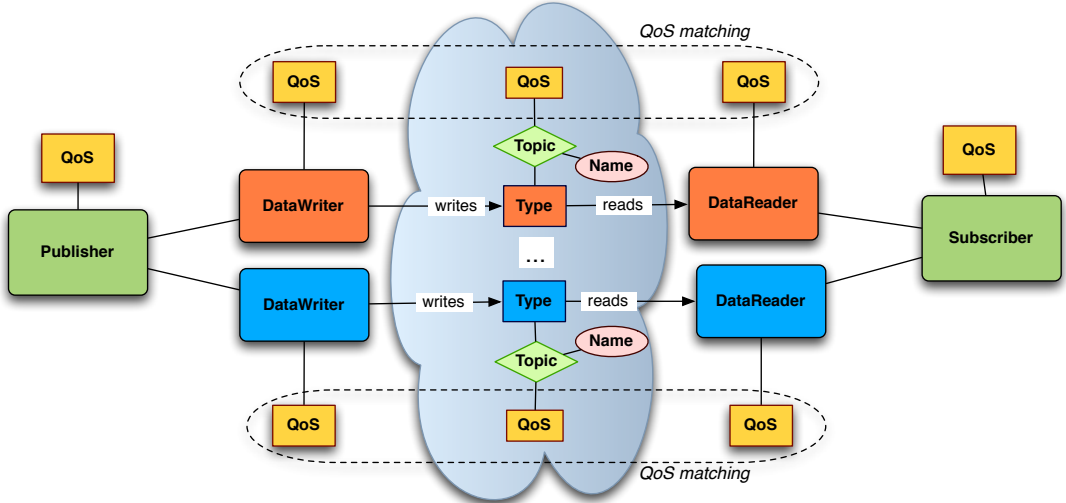 QoS matching
QoS
QoS
QoS
QoS
Topic
QoS
Name
DataWriter
writes
Type
reads
DataReader
Publisher
Subscriber
...
DataWriter
writes
Type
reads
DataReader
Name
Topic
QoS
QoS
QoS
QoS matching